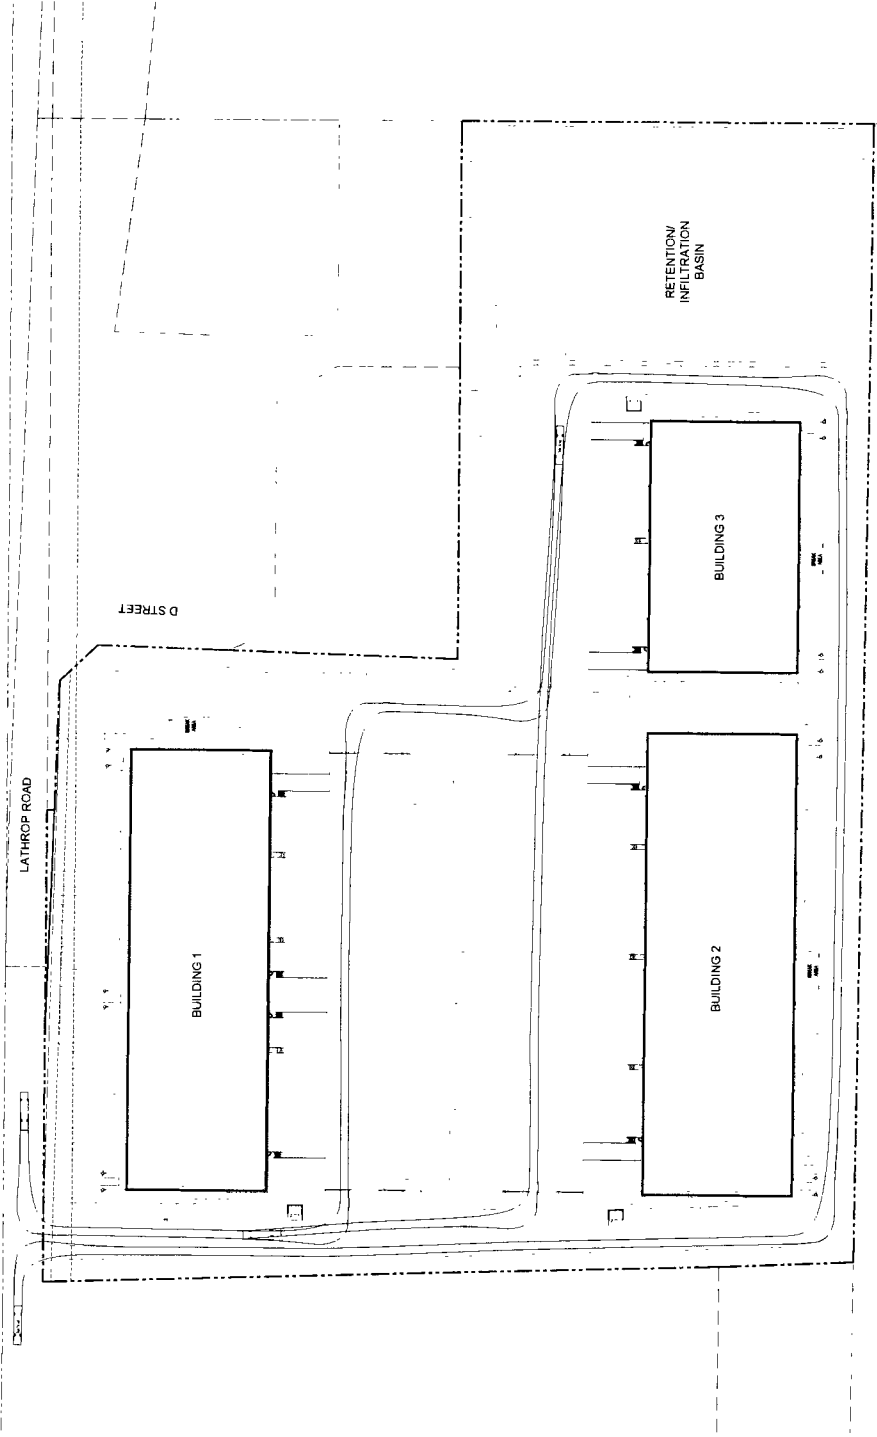 RETENTION/
INFILTRATION
BASIN
BUILDING 3
D STREET
LATHROP ROAD
BUILDING 1
BUILDING 2